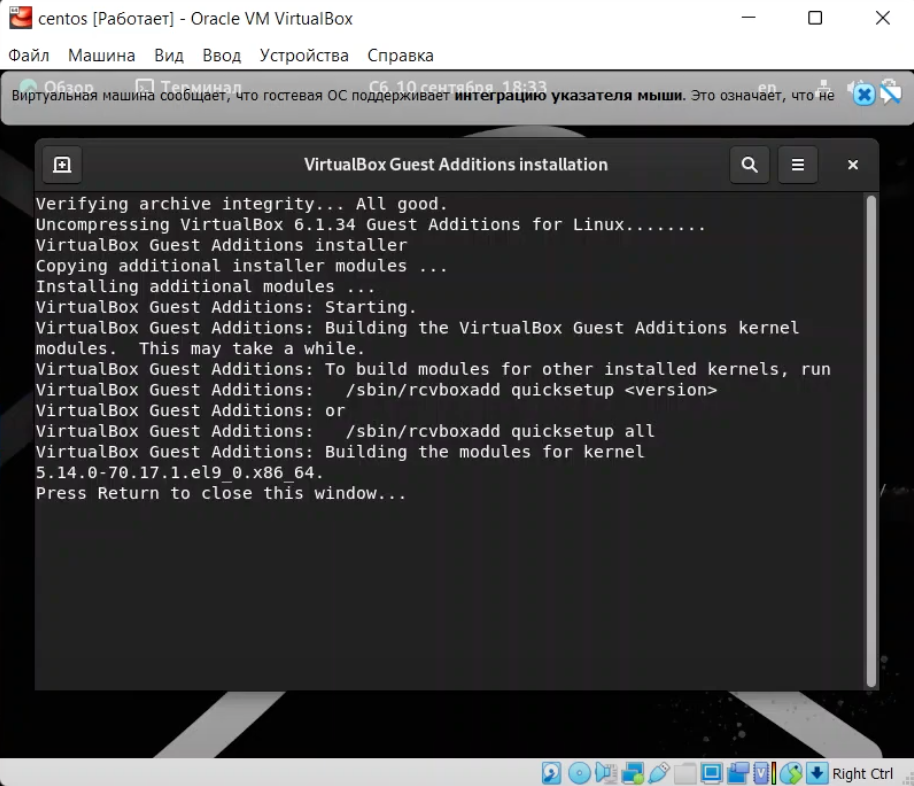 centos [Работает] - Oracle VM VirtualBox
Файл Машина Вид Ввод Устройства Справка
Обзор Терминал Сб, 10 сентября 18:33 en
Виртуальная машина сообщает, что гостевая ОС поддерживает интеграцию указателя мыши. Это означает, что не
VirtualBox Guest Additions installation
Verifying archive integrity... All good.
Uncompressing VirtualBox 6.1.34 Guest Additions for Linux........
VirtualBox Guest Additions installer
Copying additional installer modules ...
Installing additional modules ...
VirtualBox Guest Additions: Starting.
VirtualBox Guest Additions: Building the VirtualBox Guest Additions kernel
modules.  This may take a while.
VirtualBox Guest Additions: To build modules for other installed kernels, run
VirtualBox Guest Additions:   /sbin/rcvboxadd quicksetup <version>
VirtualBox Guest Additions: or
VirtualBox Guest Additions:   /sbin/rcvboxadd quicksetup all
VirtualBox Guest Additions: Building the modules for kernel
5.14.0-70.17.1.el9_0.x86_64.
Press Return to close this window...
Right Ctrl